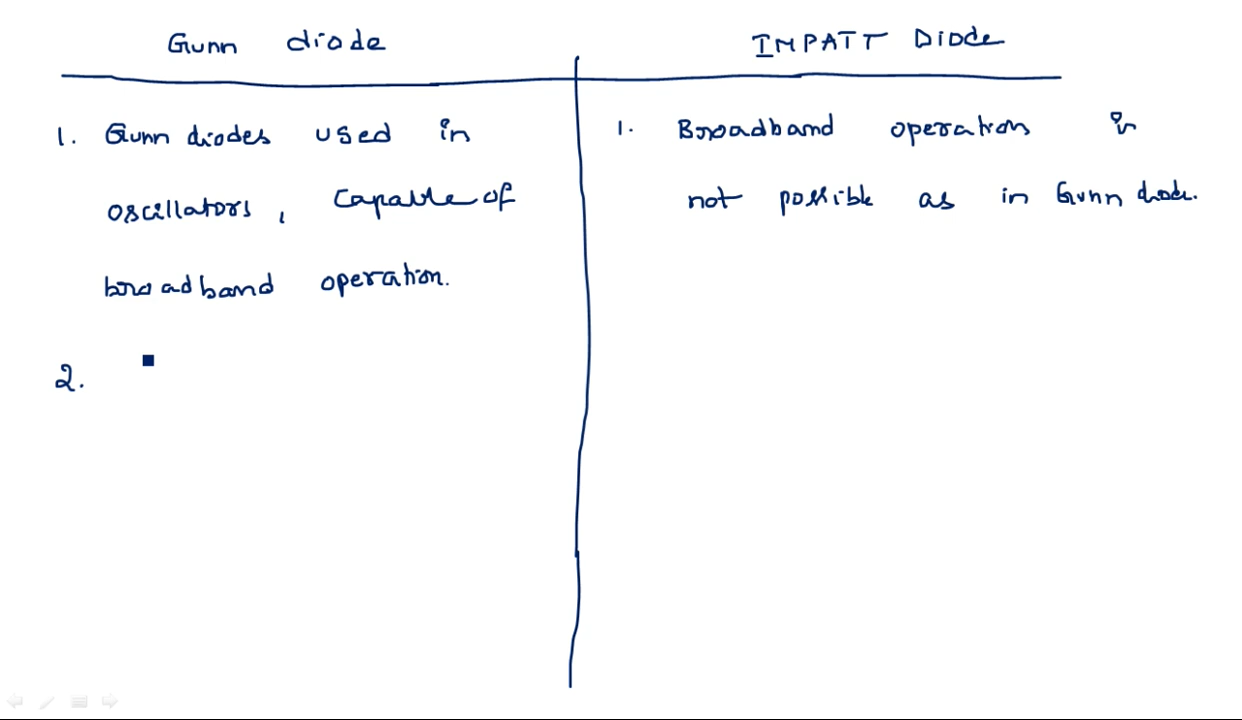 Gunn diode
IMPATT Diode
1. Gunn diodes used in
oscillators, Capable of
broadband operation.
2.
1. Broadband operation is
not possible as in Gunn diode.